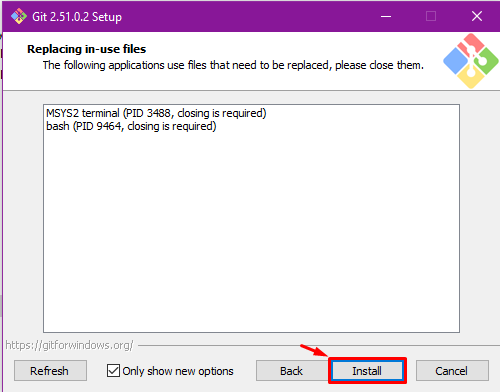 Git 2.51.0.2 Setup
Replacing in-use files
The following applications use files that need to be replaced, please close them.
MSYS2 terminal (PID 3488, closing is required)
bash (PID 9464, closing is required)
https://gitforwindows.org/
Refresh Only show new options Back Install Cancel